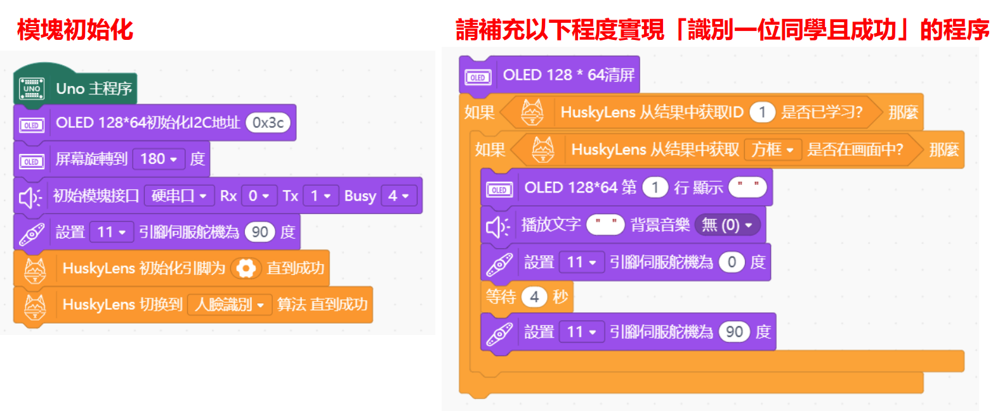 模塊初始化
UNO Uno 主程序
OLED OLED 128*64初始化I2C地址 0x3c
OLED 屏幕旋轉到 180 度
初始模塊接口 硬串口 Rx 0 Tx 1 Busy 4
設置 11 引腳伺服舵機為 90 度
HuskyLens 初始化引脚为 直到成功
HuskyLens 切换到 人臉識別 算法 直到成功
請補充以下程度實現「識別一位同學且成功」的程序
OLED OLED 128 * 64清屏
如果 HuskyLens 从结果中获取ID 1 是否已学习? 那麼
如果 HuskyLens 从结果中获取 方框 是否在画面中? 那麼
OLED OLED 128*64 第 1 行 顯示 " "
播放文字 " " 背景音樂 無 (0)
設置 11 引腳伺服舵機為 0 度
等待 4 秒
設置 11 引腳伺服舵機為 90 度